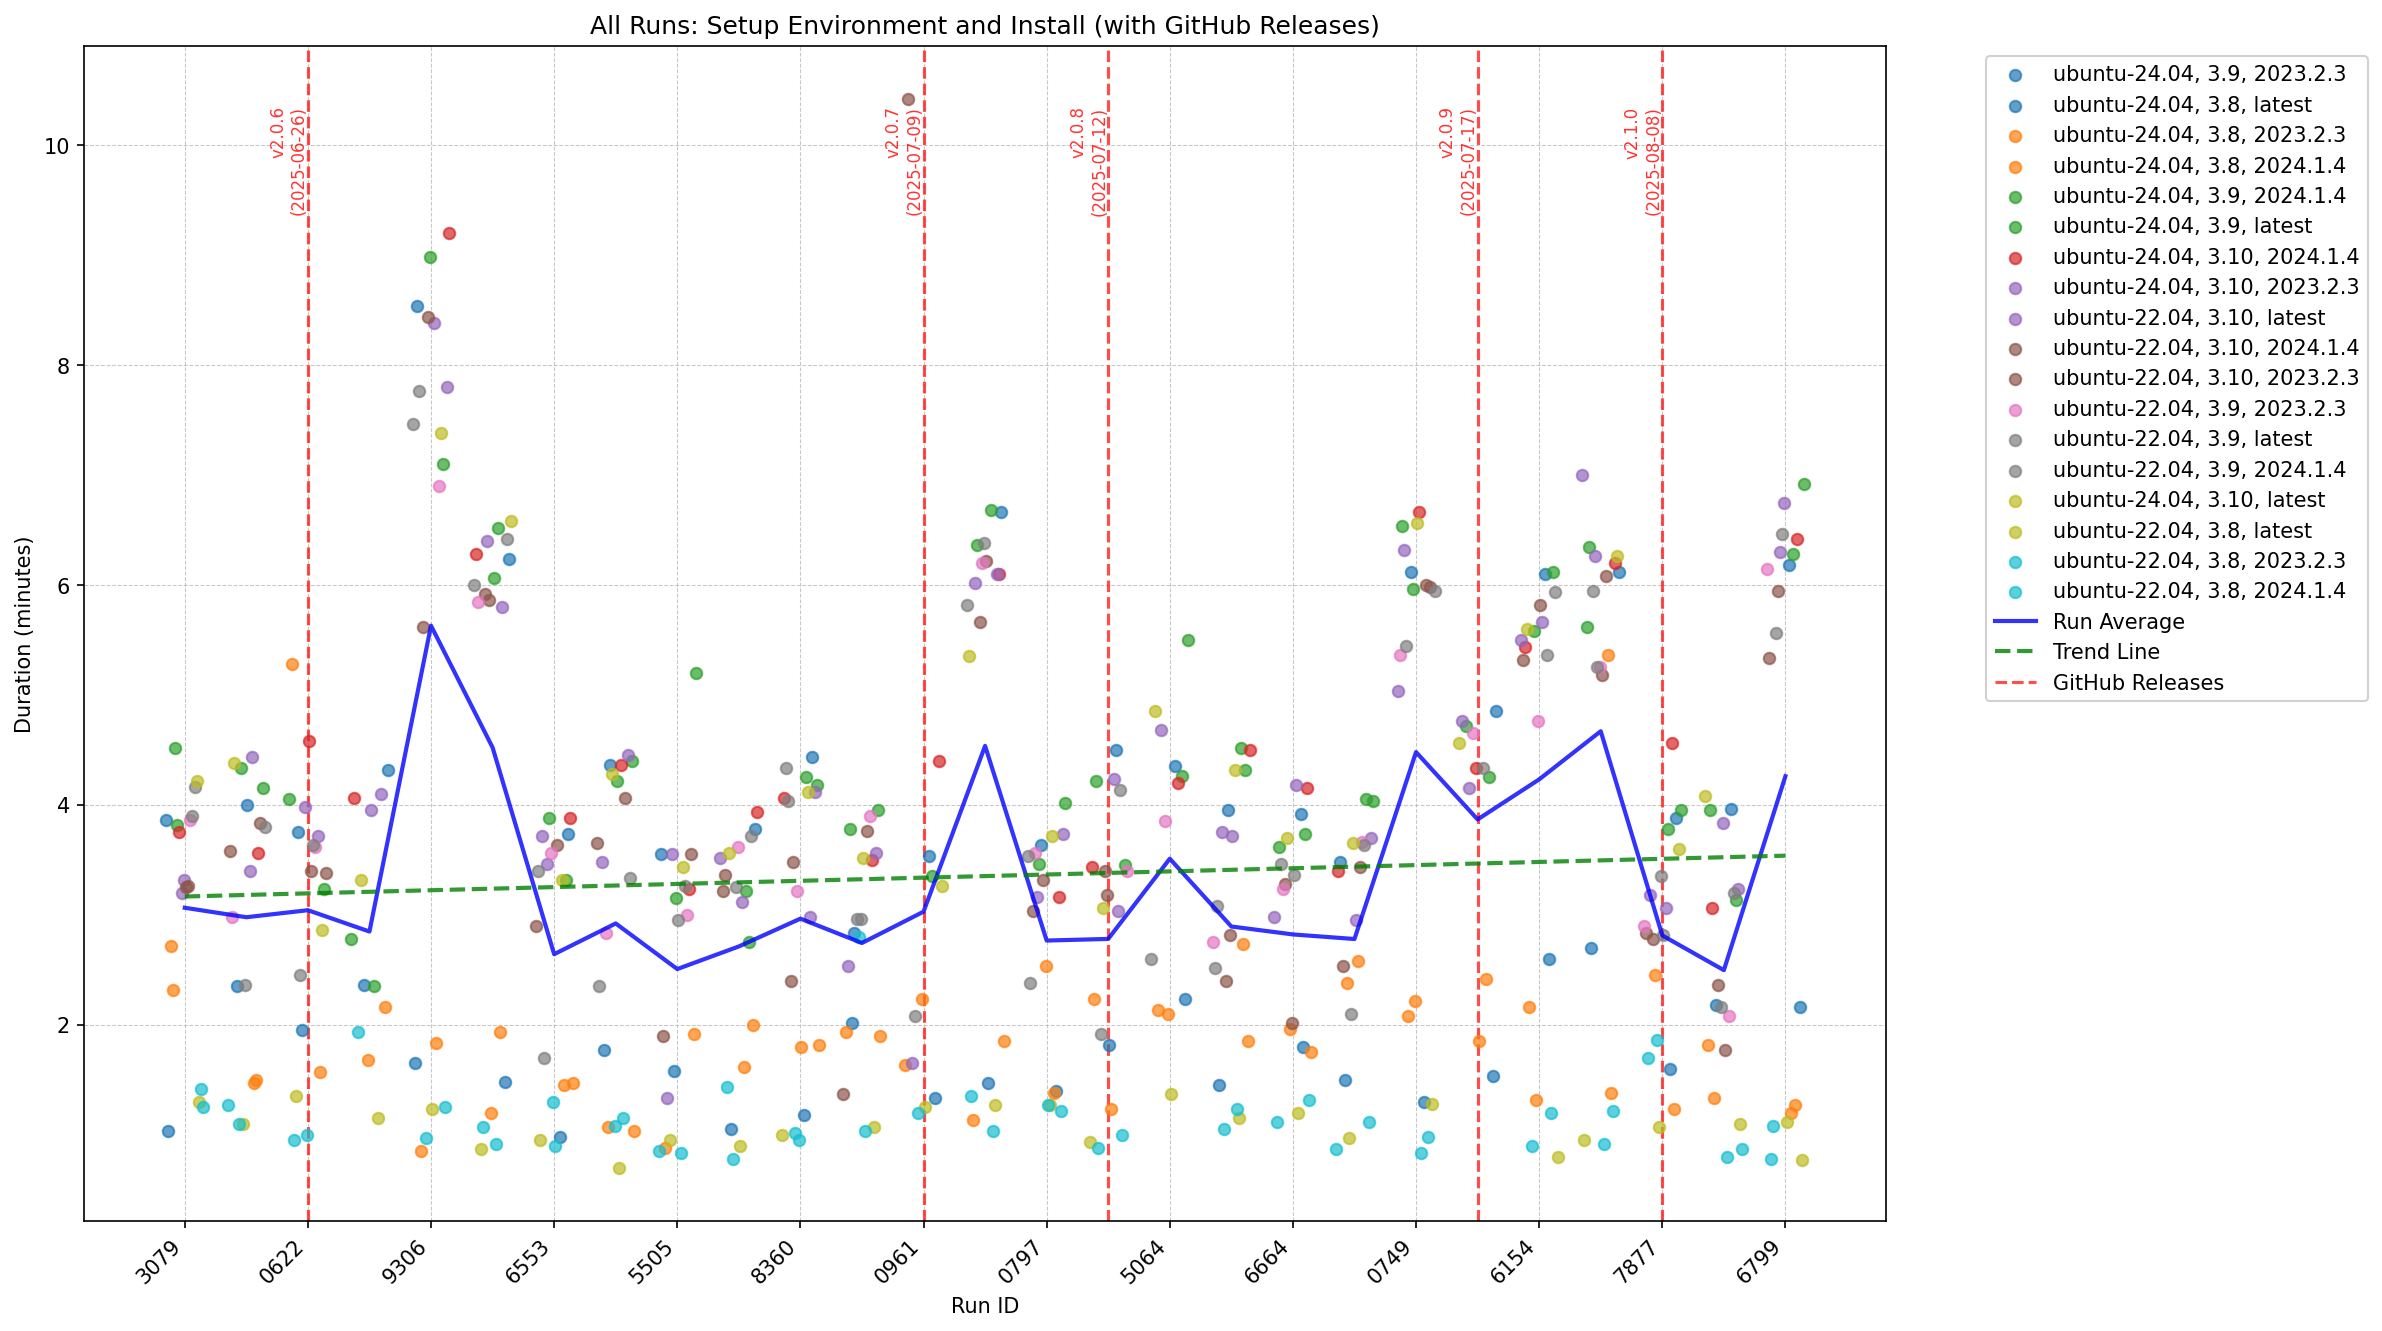 All Runs: Setup Environment and Install (with GitHub Releases)
Duration (minutes)
10
8
6
4
2
v2.0.6
(2025-06-26)
v2.0.7
(2025-07-09)
v2.0.8
(2025-07-12)
v2.0.9
(2025-07-17)
v2.1.0
(2025-08-08)
3079
0622
9306
6553
5505
8360
0961
0797
5064
6664
0749
6154
7877
6799
Run ID
ubuntu-24.04, 3.9, 2023.2.3
ubuntu-24.04, 3.8, latest
ubuntu-24.04, 3.8, 2023.2.3
ubuntu-24.04, 3.8, 2024.1.4
ubuntu-24.04, 3.9, 2024.1.4
ubuntu-24.04, 3.9, latest
ubuntu-24.04, 3.10, 2024.1.4
ubuntu-24.04, 3.10, 2023.2.3
ubuntu-22.04, 3.10, latest
ubuntu-22.04, 3.10, 2024.1.4
ubuntu-22.04, 3.10, 2023.2.3
ubuntu-22.04, 3.9, 2023.2.3
ubuntu-22.04, 3.9, latest
ubuntu-22.04, 3.9, 2024.1.4
ubuntu-24.04, 3.10, latest
ubuntu-22.04, 3.8, latest
ubuntu-22.04, 3.8, 2023.2.3
ubuntu-22.04, 3.8, 2024.1.4
Run Average
Trend Line
GitHub Releases